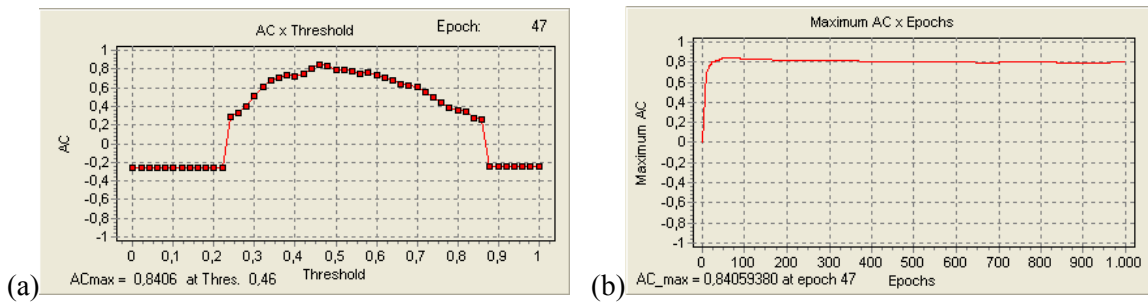 AC x Threshold
Epoch: 47
1
0,8
0,6
0,4
0,2
0
-0,2
-0,4
-0,6
-0,8
-1
AC
0 0,1 0,2 0,3 0,4 0,5 0,6 0,7 0,8 0,9 1
Threshold
ACmax = 0,8406 at Thres. 0,46
(a)
Maximum AC x Epochs
1
0,8
0,6
0,4
0,2
0
-0,2
-0,4
-0,6
-0,8
-1
Maximum AC
0 100 200 300 400 500 600 700 800 900 1.000
AC_max = 0,84059380 at epoch 47
Epochs
(b)